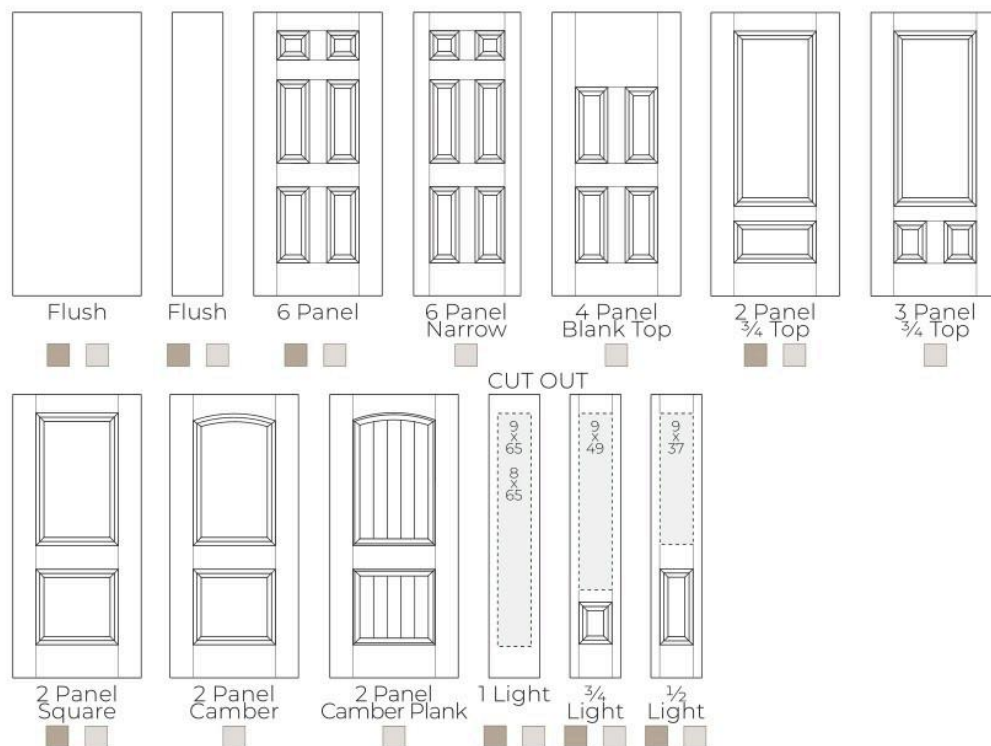 Flush
Flush
6 Panel
6 Panel
Narrow
4 Panel
Blank Top
2 Panel
¾ Top
3 Panel
¾ Top
CUT OUT
9
x
65
8
x
65
9
x
49
9
x
37
2 Panel
Square
2 Panel
Camber
2 Panel
Camber Plank
1 Light
¾
Light
½
Light